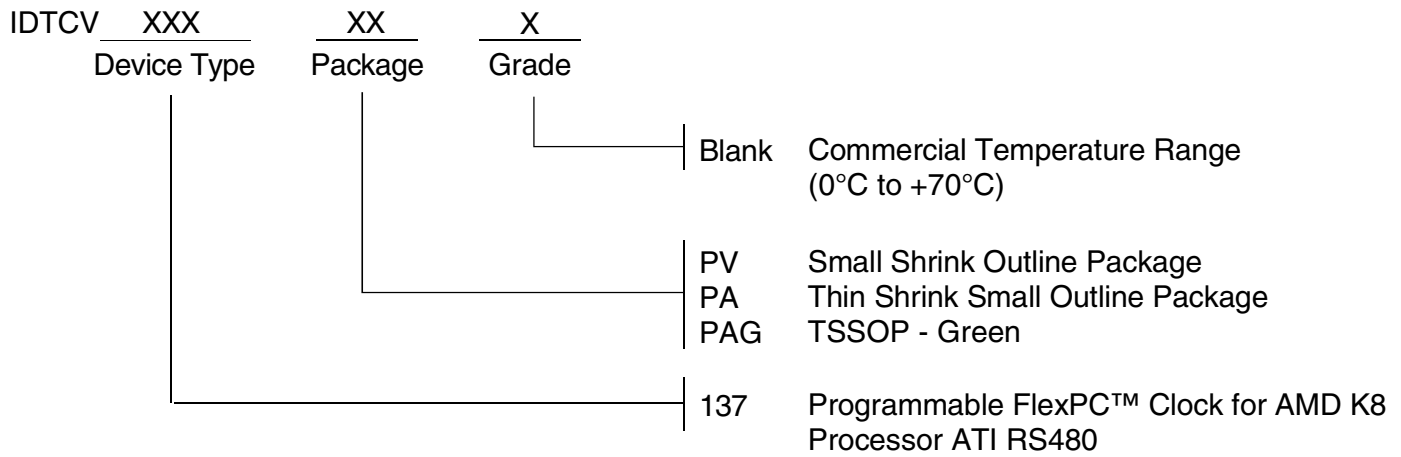 IDTCV XXX XX X
Device Type Package Grade
Blank Commercial Temperature Range
(0°C to +70°C)
PV Small Shrink Outline Package
PA Thin Shrink Small Outline Package
PAG TSSOP - Green
137 Programmable FlexPC™ Clock for AMD K8
Processor ATI RS480